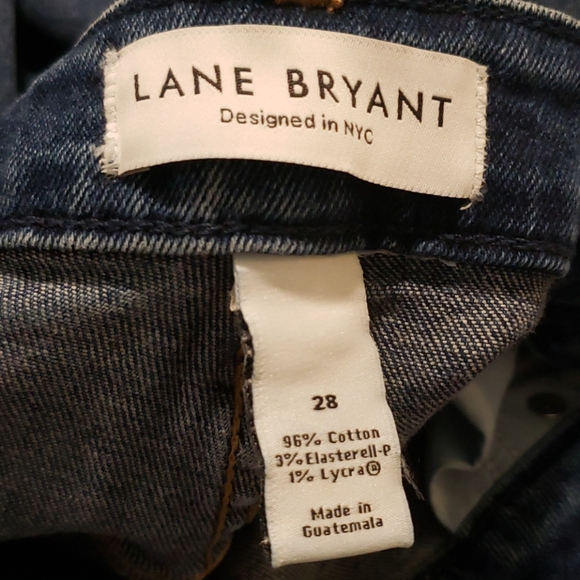 LANE BRYANT
Designed in NYC
28
96% Cotton
3% Elasterell-P
1% Lycra®
Made in
Guatemala